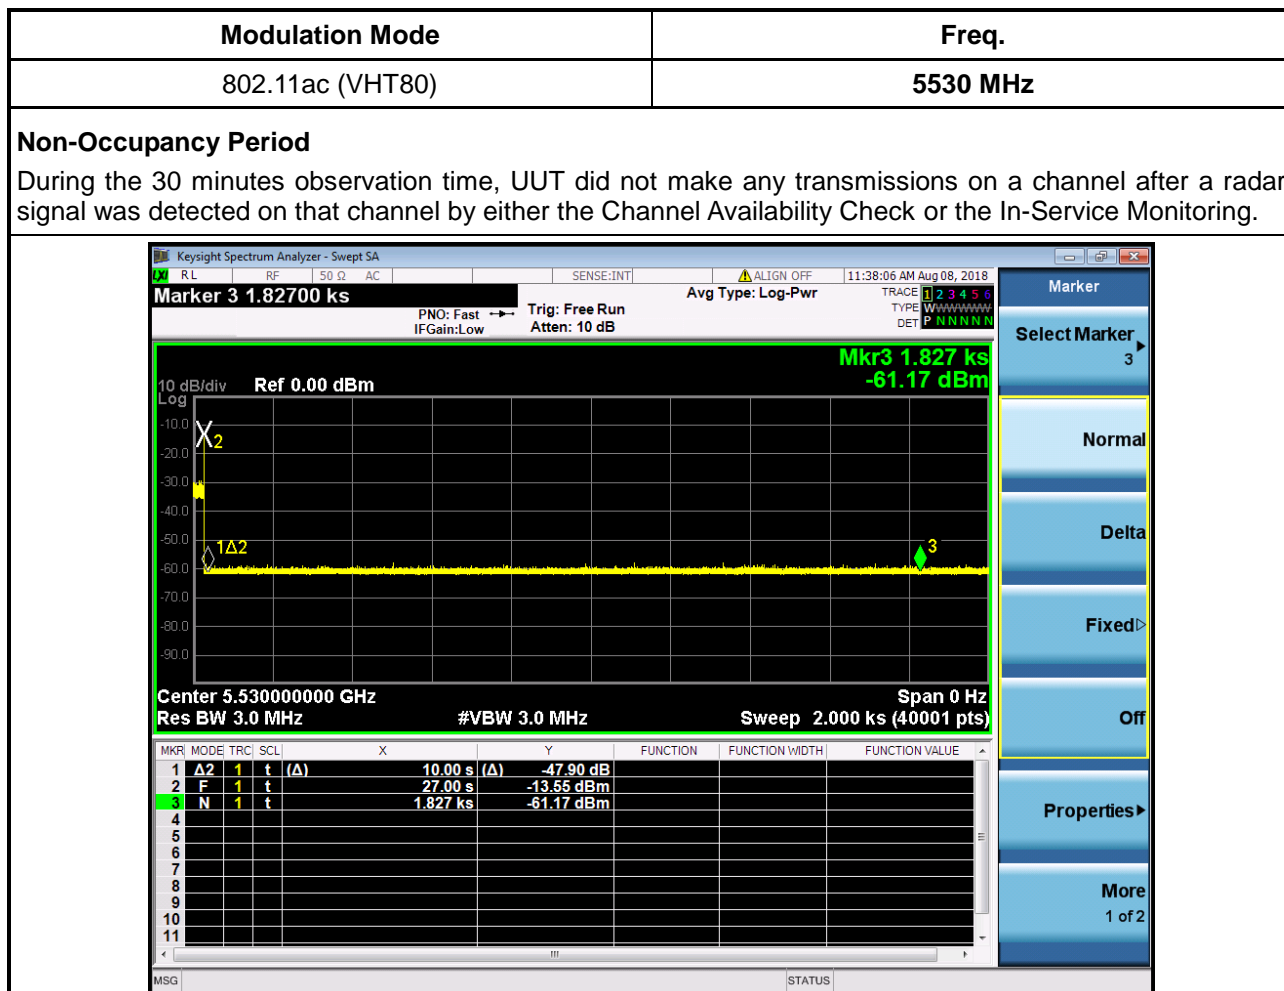 Modulation Mode Freq.
802.11ac (VHT80) 5530 MHz
Non-Occupancy Period
During the 30 minutes observation time, UUT did not make any transmissions on a channel after a radar
signal was detected on that channel by either the Channel Availability Check or the In-Service Monitoring.
Keysight Spectrum Analyzer - Swept SA
LXI RL RF 50 Ω AC SENSE:INT ALIGN OFF 11:38:06 AM Aug 08, 2018
Marker 3 1.82700 ks
PNO: Fast
IFGain:Low
Trig: Free Run
Atten: 10 dB
Avg Type: Log-Pwr
TRACE 1 2 3 4 5 6
TYPE WWWWWW
DET P N N N N N
Mkr3 1.827 ks
-61.17 dBm
10 dB/div Ref 0.00 dBm
Log
-10.0
-20.0
-30.0
-40.0
-50.0
-60.0
-70.0
-80.0
-90.0
2
1Δ2
3
Center 5.530000000 GHz Span 0 Hz
Res BW 3.0 MHz #VBW 3.0 MHz Sweep 2.000 ks (40001 pts)
MKR MODE TRC SCL X Y FUNCTION FUNCTION WIDTH FUNCTION VALUE
1 Δ2 1 t (Δ) 10.00 s (Δ) -47.90 dB
2 F 1 t 27.00 s -13.55 dBm
3 N 1 t 1.827 ks -61.17 dBm
4
5
6
7
8
9
10
11
MSG STATUS
Marker
Select Marker
3
Normal
Delta
Fixed
Off
Properties
More
1 of 2